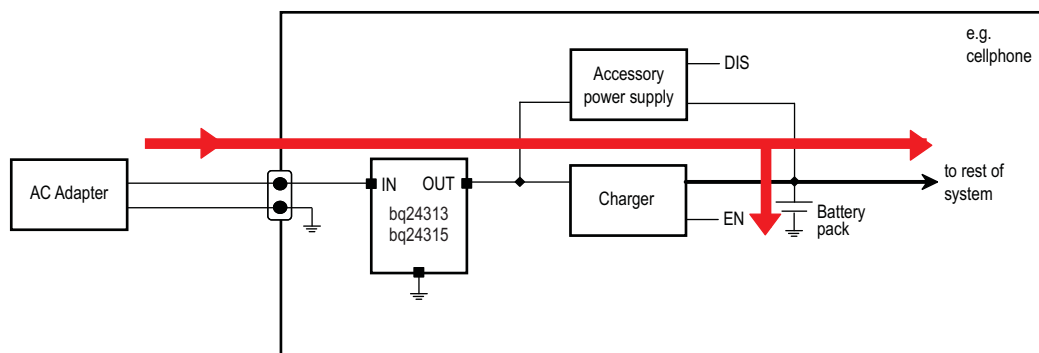 e.g.
cellphone
Accessory
power supply
DIS
AC Adapter
IN
OUT
bq24313
bq24315
Charger
EN
to rest of
system
Battery
pack